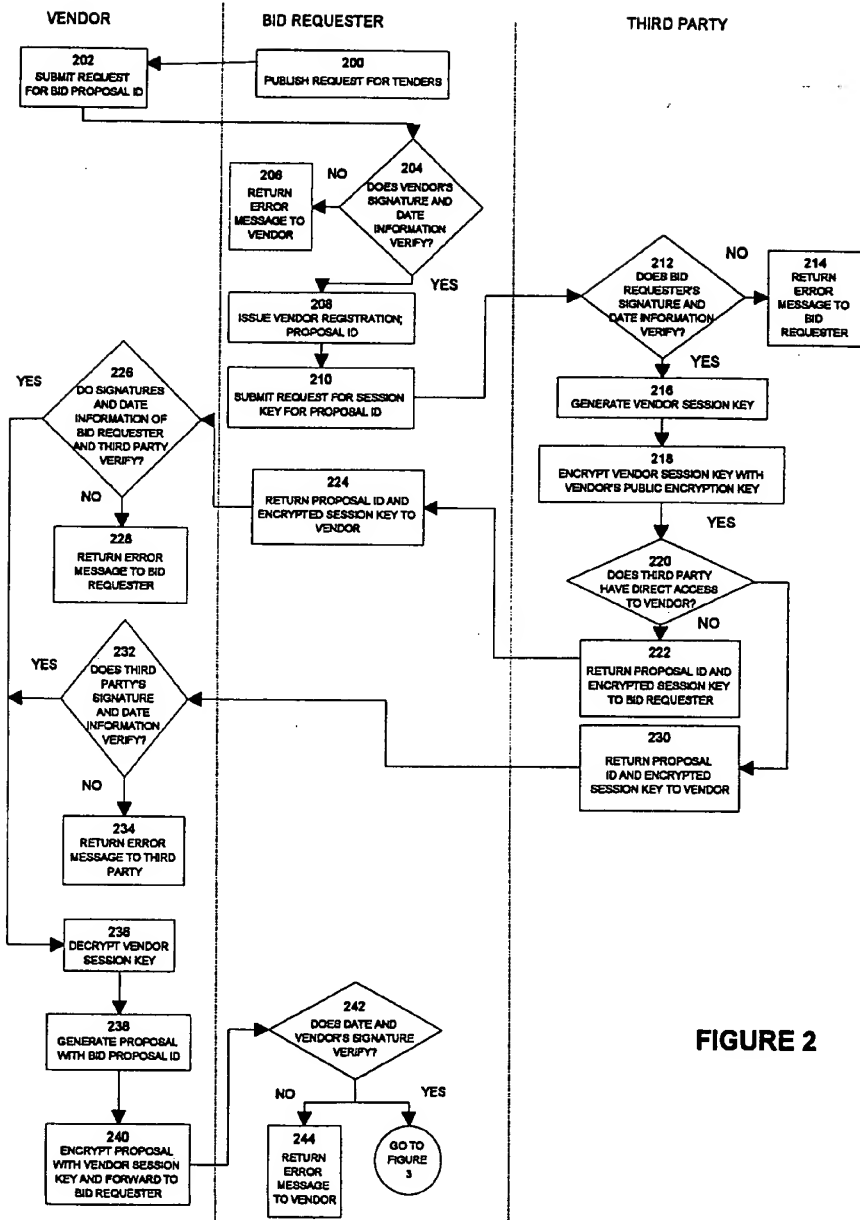 VENDOR
BID REQUESTER
THIRD PARTY
202
SUBMIT REQUEST
FOR BID PROPOSAL ID
200
PUBLISH REQUEST FOR TENDERS
204
DOES VENDOR'S
SIGNATURE AND
DATE
INFORMATION
VERIFY?
NO
206
RETURN
ERROR
MESSAGE TO
VENDOR
YES
208
ISSUE VENDOR REGISTRATION;
PROPOSAL ID
210
SUBMIT REQUEST FOR SESSION
KEY FOR PROPOSAL ID
212
DOES BID
REQUESTER'S
SIGNATURE AND
DATE INFORMATION
VERIFY?
NO
214
RETURN
ERROR
MESSAGE TO
BID
REQUESTER
YES
216
GENERATE VENDOR SESSION KEY
218
ENCRYPT VENDOR SESSION KEY WITH
VENDOR'S PUBLIC ENCRYPTION KEY
YES
220
DOES THIRD PARTY
HAVE DIRECT ACCESS
TO VENDOR?
NO
222
RETURN PROPOSAL ID AND
ENCRYPTED SESSION KEY
TO BID REQUESTER
224
RETURN PROPOSAL ID AND
ENCRYPTED SESSION KEY TO
VENDOR
226
DO SIGNATURES
AND DATE
INFORMATION OF
BID REQUESTER
AND THIRD PARTY
VERIFY?
YES
NO
228
RETURN ERROR
MESSAGE TO BID
REQUESTER
230
RETURN PROPOSAL
ID AND ENCRYPTED
SESSION KEY TO
VENDOR
232
DOES THIRD
PARTY'S
SIGNATURE
AND DATE
INFORMATION
VERIFY?
YES
NO
234
RETURN ERROR
MESSAGE TO THIRD
PARTY
236
DECRYPT VENDOR
SESSION KEY
238
GENERATE PROPOSAL
WITH BID PROPOSAL ID
240
ENCRYPT PROPOSAL
WITH VENDOR SESSION
KEY AND FORWARD TO
BID REQUESTER
242
DOES DATE AND
VENDOR'S SIGNATURE
VERIFY?
NO
YES
244
RETURN
ERROR
MESSAGE
TO VENDOR
GO TO
FIGURE
3
FIGURE 2